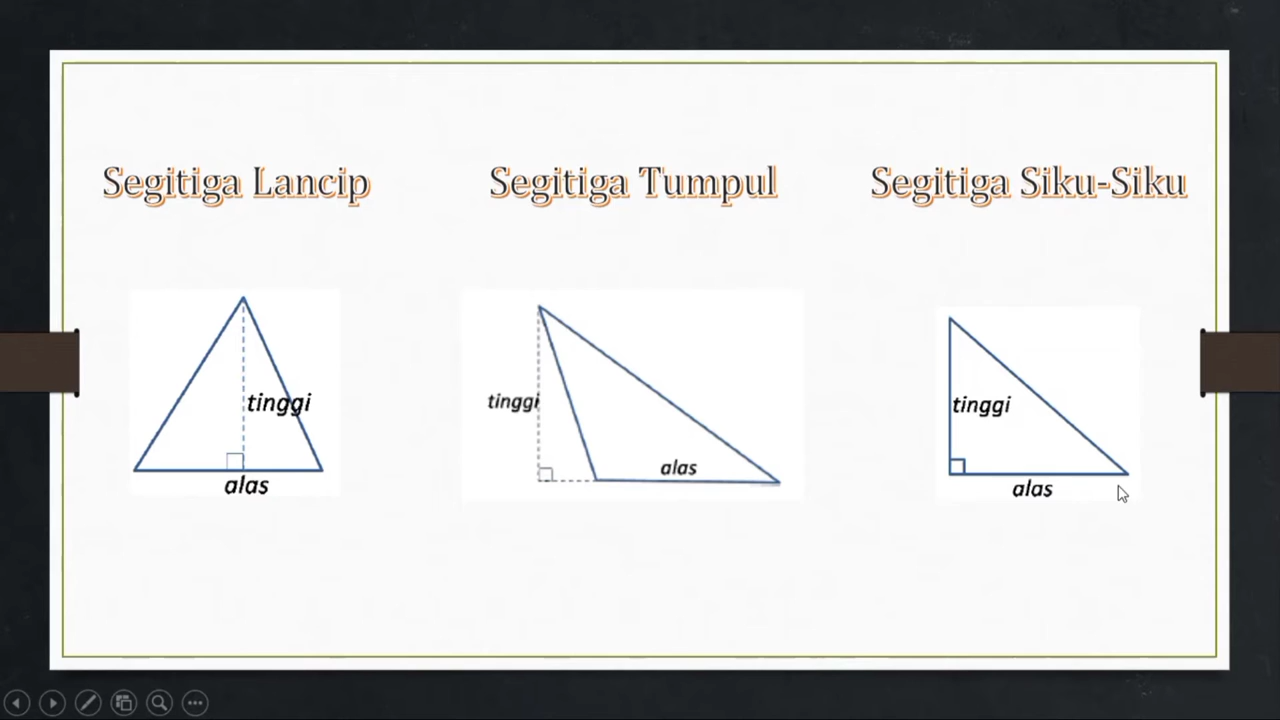 Segitiga Lancip
Segitiga Tumpul
Segitiga Siku-Siku
tinggi
alas
tinggi
alas
tinggi
alas